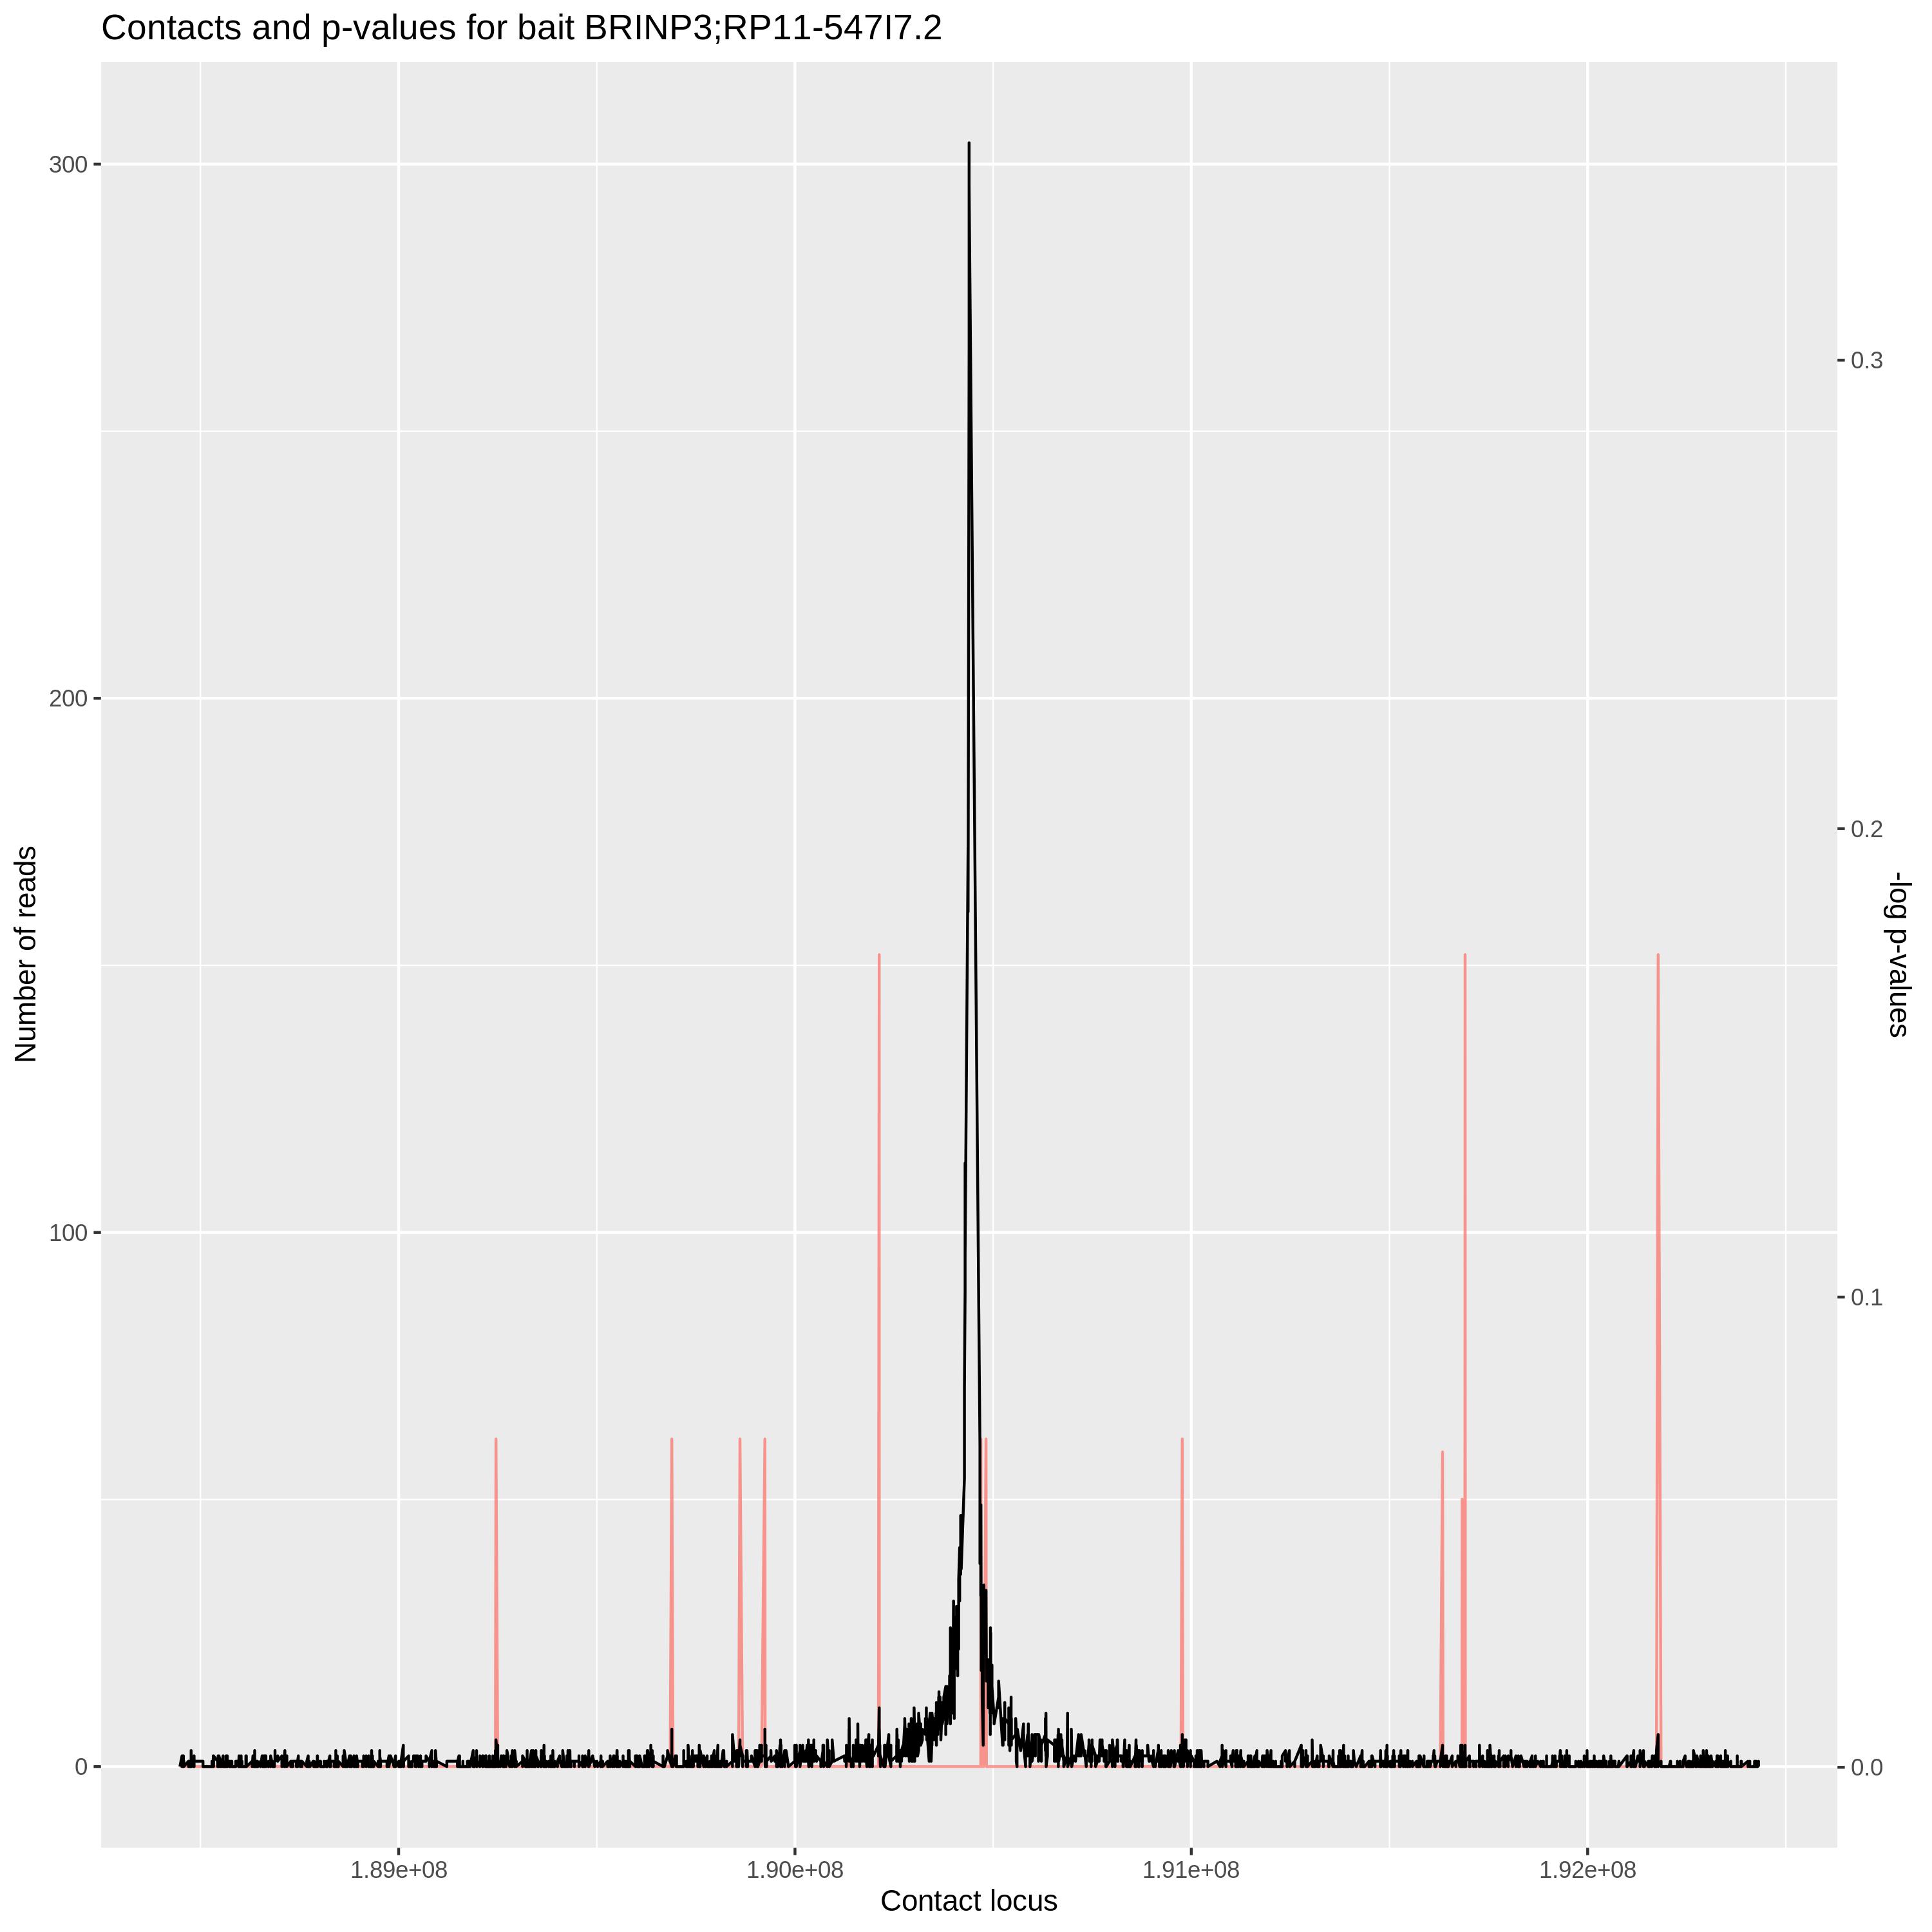 Contacts and p-values for bait BRINP3;RP11-547I7.2
300
200
100
0
Number of reads
0.3
0.2
0.1
0.0
-log p-values
1.89e+08
1.90e+08
1.91e+08
1.92e+08
Contact locus